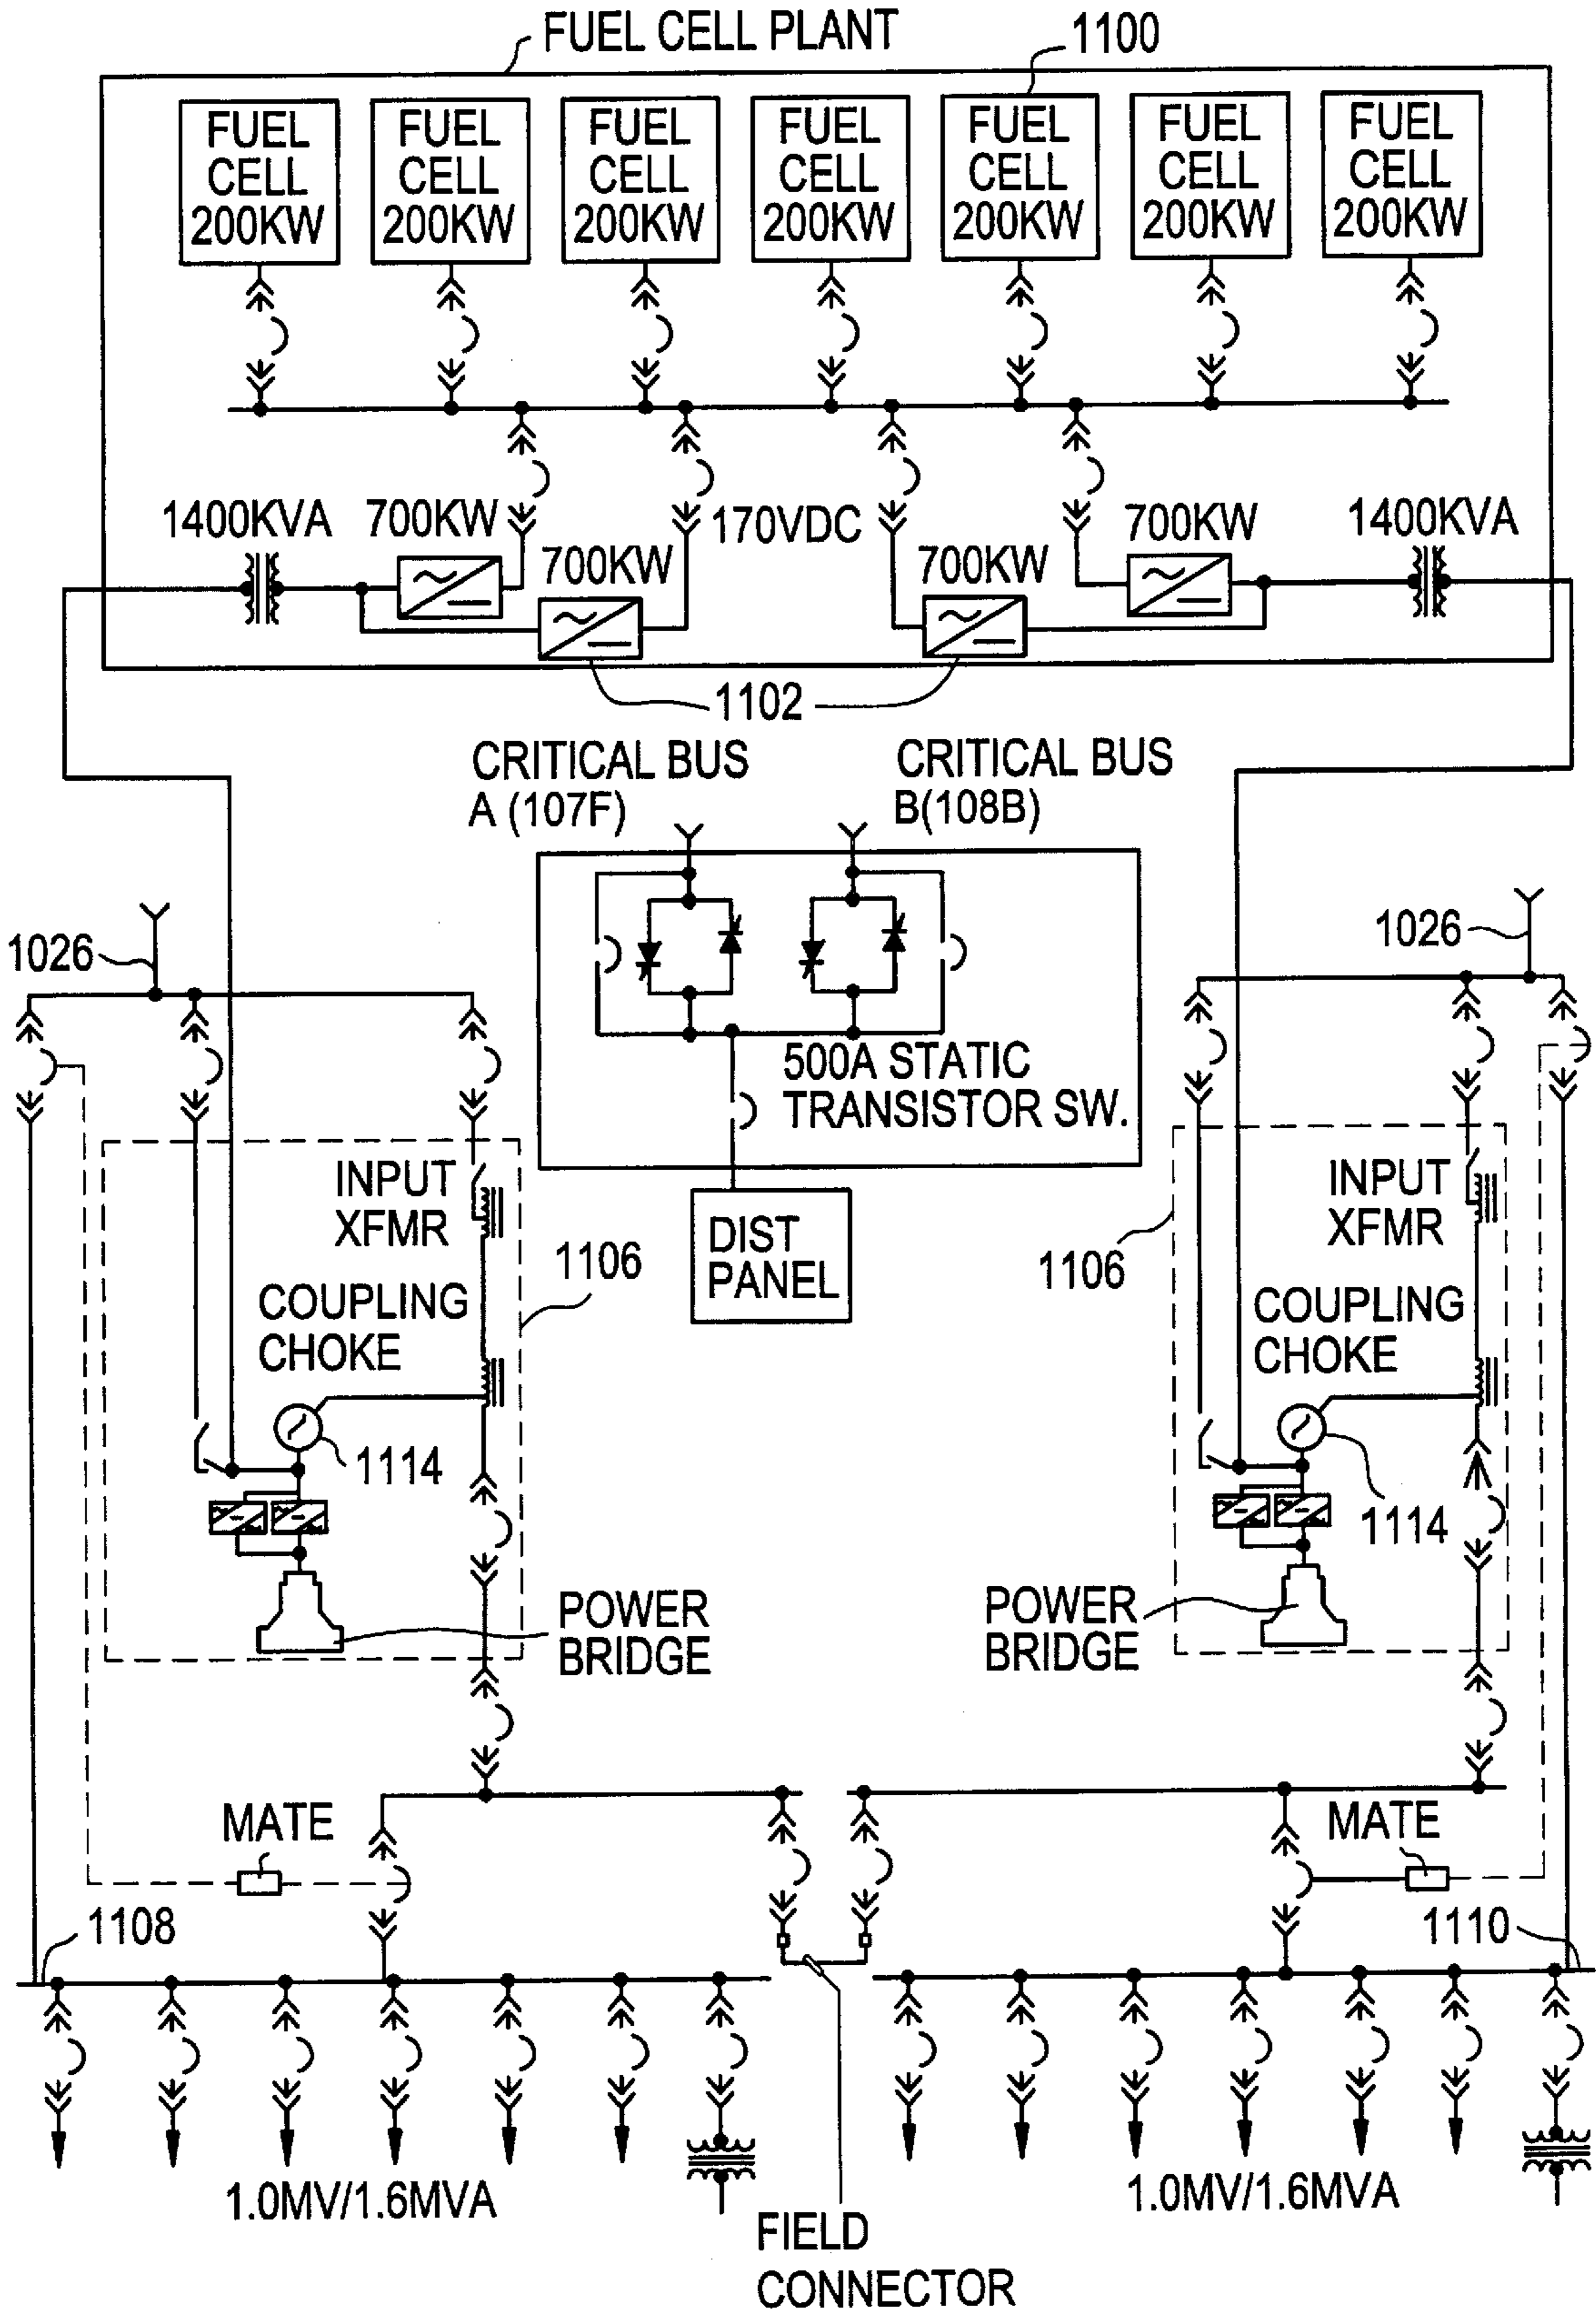 FUEL CELL PLANT
1100
FUEL
CELL
200KW
FUEL
CELL
200KW
FUEL
CELL
200KW
FUEL
CELL
200KW
FUEL
CELL
200KW
FUEL
CELL
200KW
FUEL
CELL
200KW
1400KVA
700KW
700KW
170VDC
700KW
700KW
1400KVA
1102
CRITICAL BUS
A (107F)
CRITICAL BUS
B(108B)
1026
1026
500A STATIC
TRANSISTOR SW.
INPUT
XFMR
DIST
PANEL
INPUT
XFMR
1106
1106
COUPLING
CHOKE
COUPLING
CHOKE
1114
1114
POWER
BRIDGE
POWER
BRIDGE
MATE
MATE
1108
1110
1.0MV/1.6MVA
1.0MV/1.6MVA
FIELD
CONNECTOR